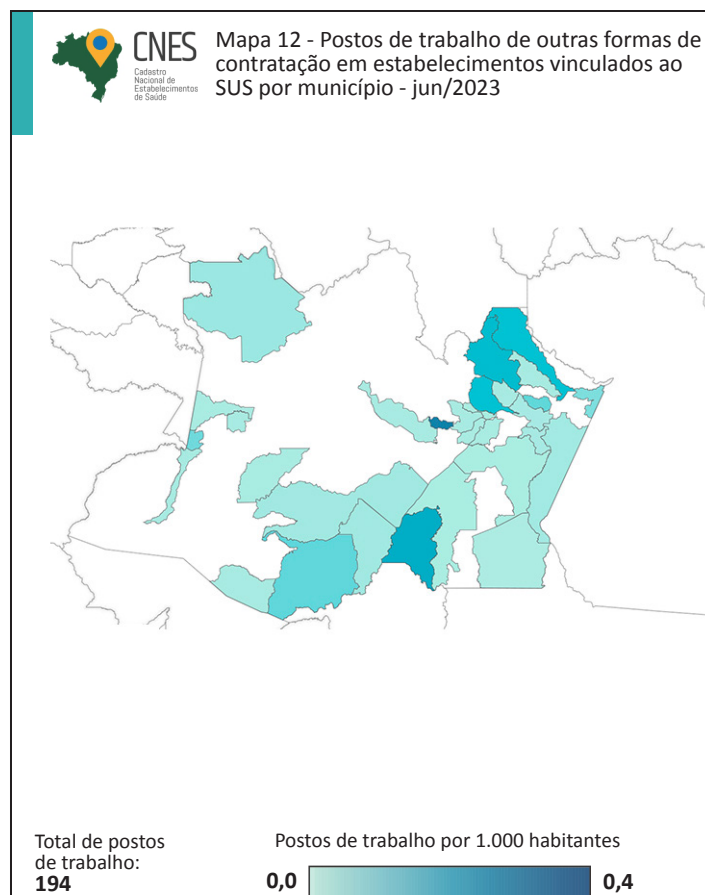 CNES
Cadastro
Nacional de
Estabelecimentos
de Saúde
Mapa 12 - Postos de trabalho de outras formas de
contratação em estabelecimentos vinculados ao
SUS por município - jun/2023
Total de postos
de trabalho:
194
Postos de trabalho por 1.000 habitantes
0,0
0,4